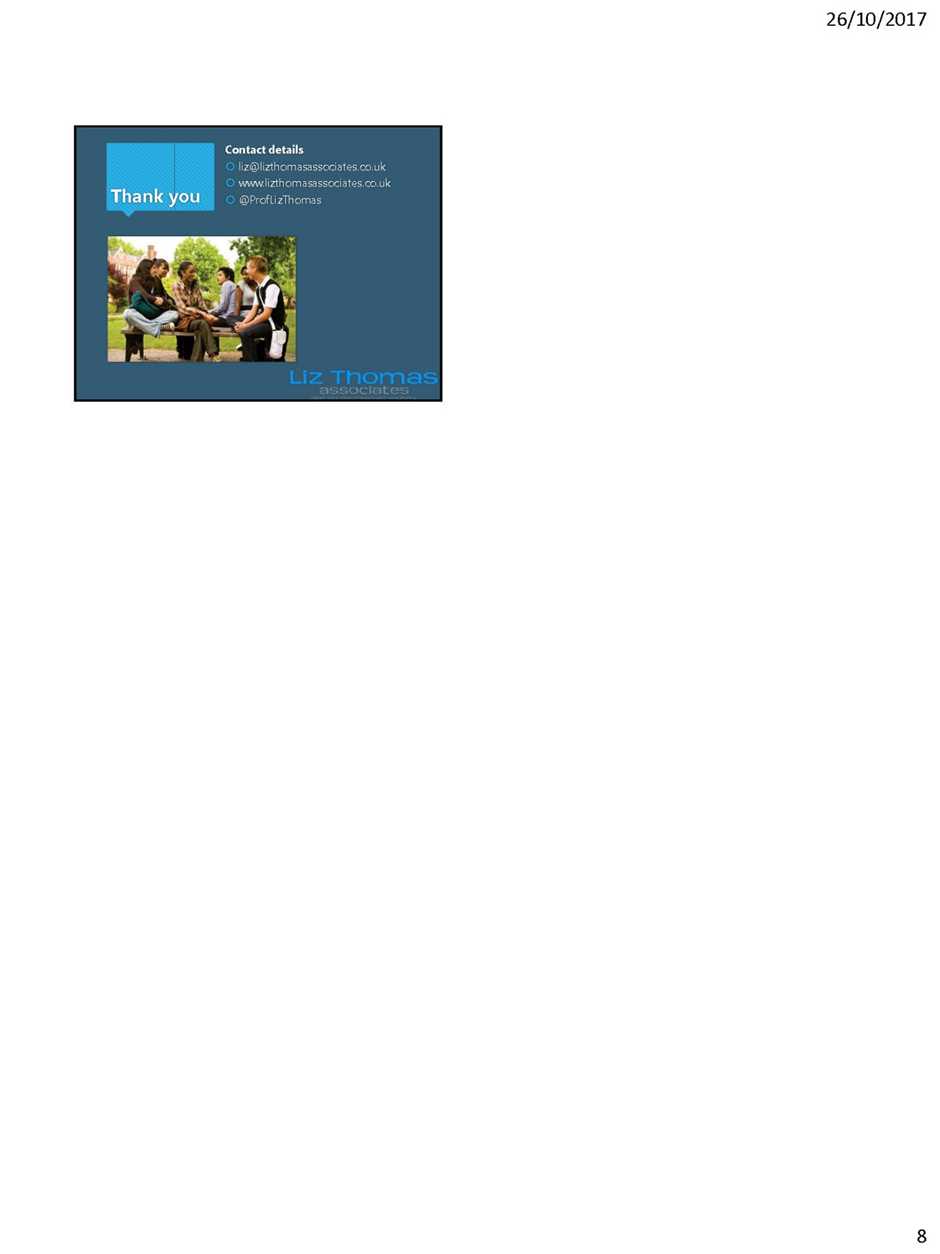 26/10/2017
Thank you
Contact details
liz@lizthomasassociates.co.uk
www.lizthomasassociates.co.uk
@ProfLizThomas
Liz Thomas
associates
8